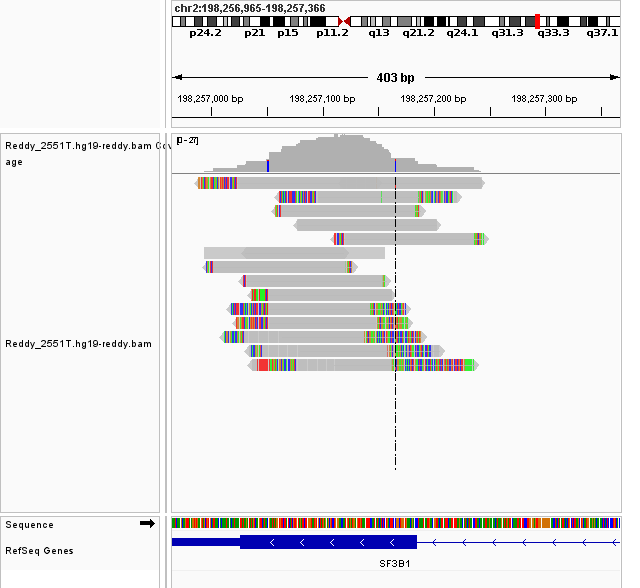 chr2:198,256,965-198,257,366
p24.2 p21 p15 p11.2 q13 q21.2 q24.1 q31.3 q33.3 q37.1
403 bp
198,257,000 bp 198,257,100 bp 198,257,200 bp 198,257,300 bp
[0 - 27]
Reddy_2551T.hg19-reddy.bam Cov
age
Reddy_2551T.hg19-reddy.bam
Sequence
RefSeq Genes
SF3B1